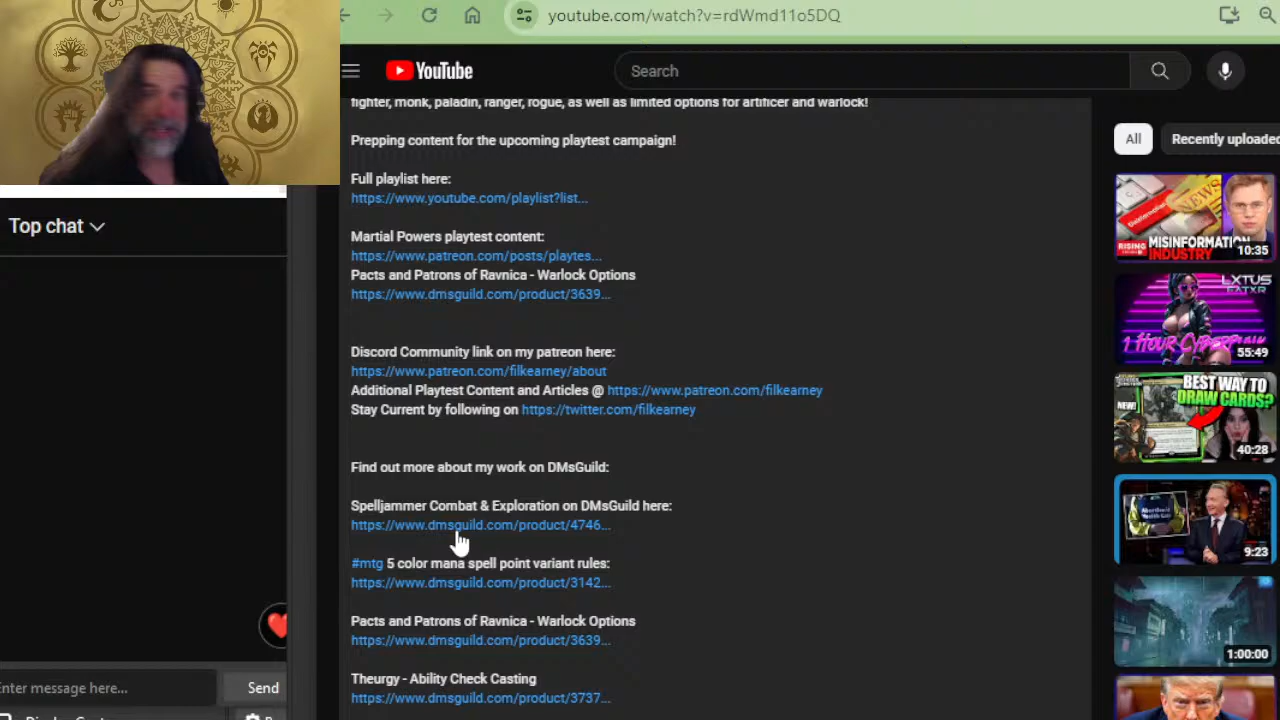 youtube.com/watch?v=rdWmd11o5DQ
YouTube
Search
fighter, monk, paladin, ranger, rogue, as well as limited options for artificer and warlock!
Prepping content for the upcoming playtest campaign!
Full playlist here:
https://www.youtube.com/playlist?list...
Martial Powers playtest content:
https://www.patreon.com/posts/playtes...
Pacts and Patrons of Ravnica - Warlock Options
https://www.dmsguild.com/product/3639...
Discord Community link on my patreon here:
https://www.patreon.com/filkearney/about
Additional Playtest Content and Articles @ https://www.patreon.com/filkearney
Stay Current by following on https://twitter.com/filkearney
Find out more about my work on DMsGuild:
Spelljammer Combat & Exploration on DMsGuild here:
https://www.dmsguild.com/product/4746...
#mtg 5 color mana spell point variant rules:
https://www.dmsguild.com/product/3142...
Pacts and Patrons of Ravnica - Warlock Options
https://www.dmsguild.com/product/3639...
Theurgy - Ability Check Casting
https://www.dmsguild.com/product/3737...
Top chat
Enter message here...
Send
All
Recently uploaded
NEWS
RISING
MISINFORMATION
INDUSTRY
10:35
LXTUS
1 HOUR CYBERPUNK
55:49
NEW!
BEST WAY TO
DRAW CARDS?
40:28
9:23
1:00:00